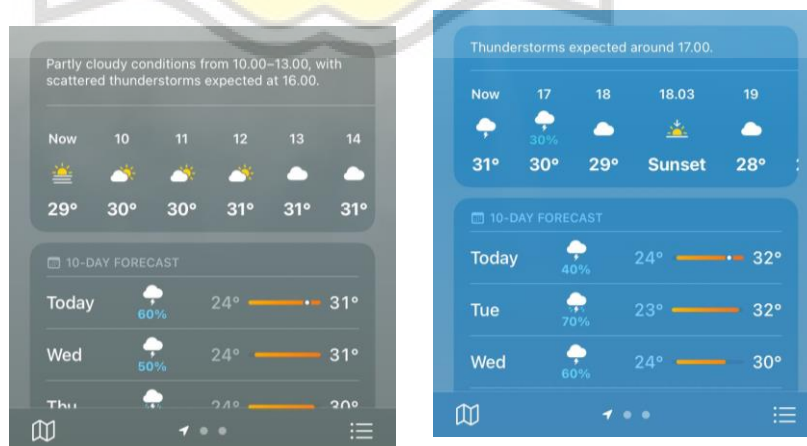 Partly cloudy conditions from 10.00–13.00, with
scattered thunderstorms expected at 16.00.
Now 10 11 12 13 14
29° 30° 30° 31° 31° 31°
10-DAY FORECAST
Today 60% 24° 31°
Wed 50% 24° 31°
Thu 24° 30°
Thunderstorms expected around 17.00.
Now 17 18 18.03 19
30%
31° 30° 29° Sunset 28°
10-DAY FORECAST
Today 40% 24° 32°
Tue 70% 23° 32°
Wed 60% 24° 30°